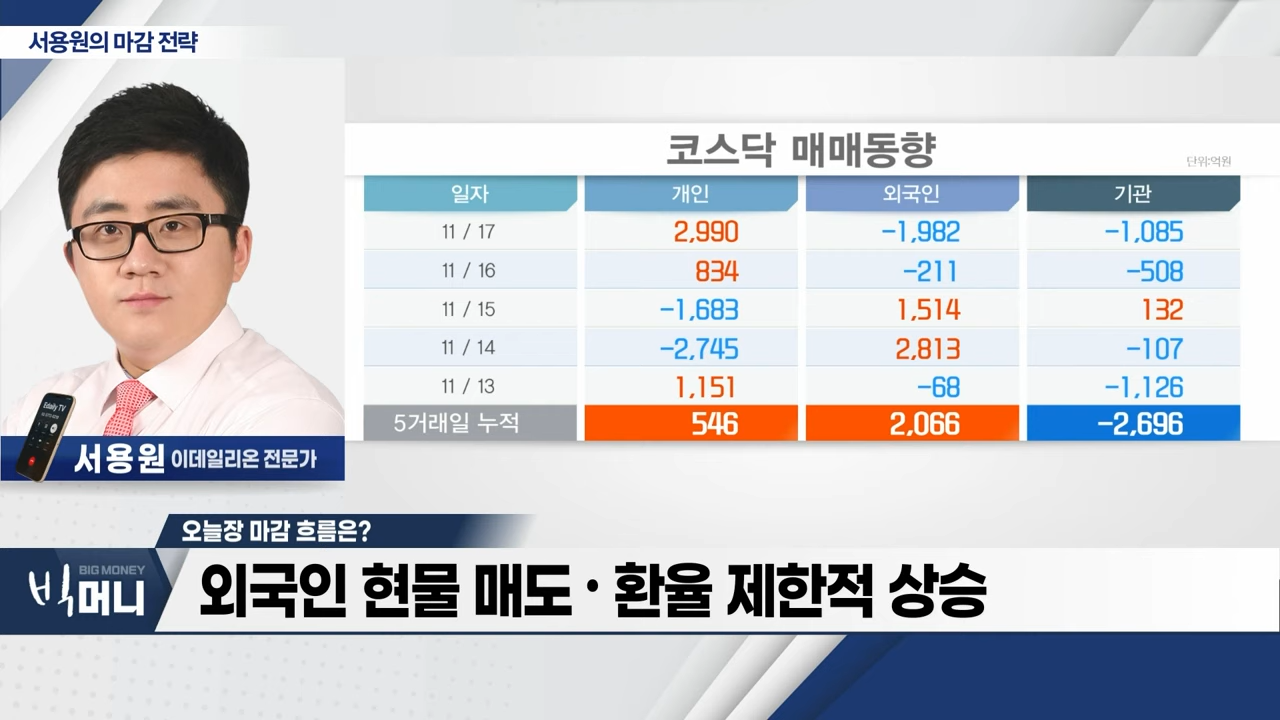 서용원의 마감 전략
코스닥 매매동향
단위:억원
일자 개인 외국인 기관
11 / 17 2,990 -1,982 -1,085
11 / 16 834 -211 -508
11 / 15 -1,683 1,514 132
11 / 14 -2,745 2,813 -107
11 / 13 1,151 -68 -1,126
5거래일 누적 546 2,066 -2,696
Edaily TV
서용원 이데일리온 전문가
오늘장 마감 흐름은?
BIG MONEY
빅머니
외국인 현물 매도·환율 제한적 상승